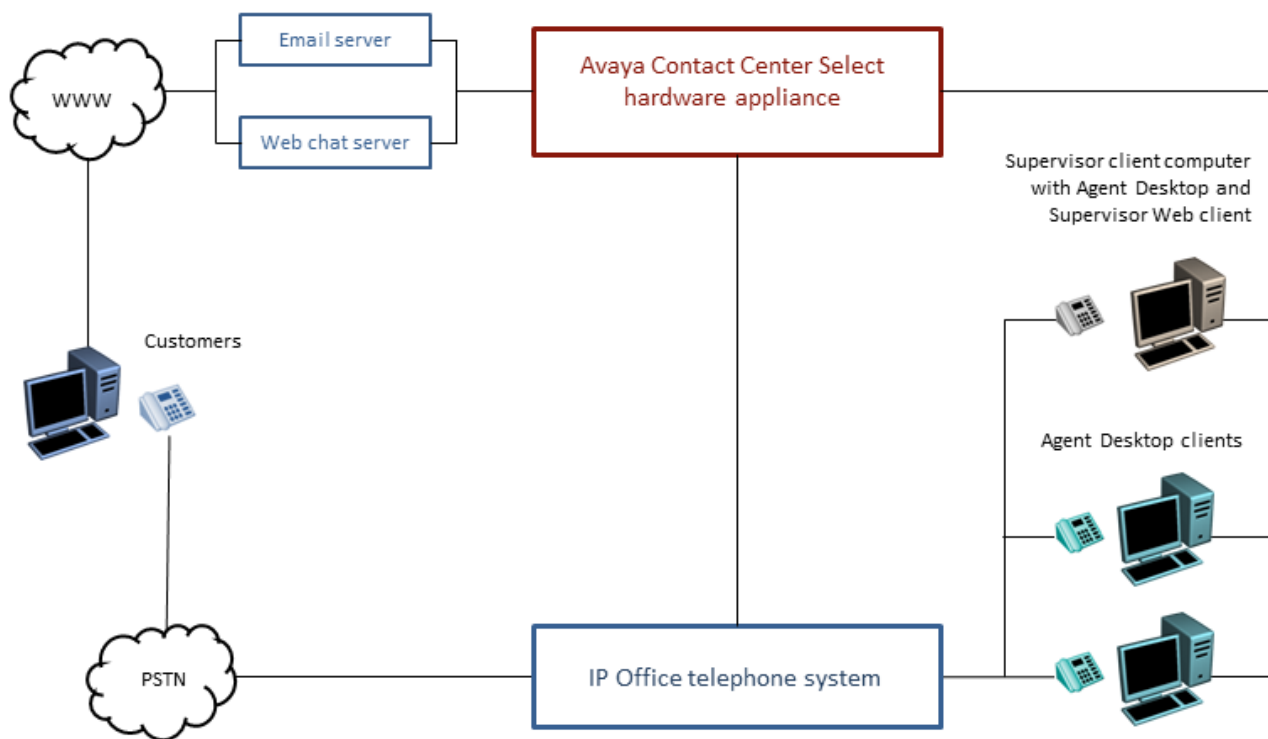 Email server
WWW
Web chat server
Avaya Contact Center Select
hardware appliance
Supervisor client computer
with Agent Desktop and
Supervisor Web client
Customers
Agent Desktop clients
PSTN
IP Office telephone system